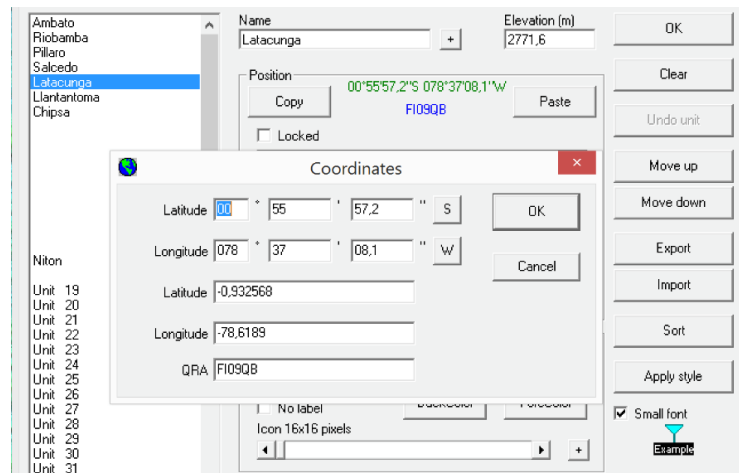 Ambato
Riobamba
Pillaro
Salcedo
Latacunga
Llantantoma
Chipsa
Niton
Unit 19
Unit 20
Unit 21
Unit 22
Unit 23
Unit 24
Unit 25
Unit 26
Unit 27
Unit 28
Unit 29
Unit 30
Unit 31
Name
Latacunga
+
Elevation (m)
2771,6
Position
Copy
00°55'57,2"S 078°37'08,1"W
FI09QB
Paste
Locked
Coordinates
Latitude 00 ° 55 ' 57,2 " S
Longitude 078 ° 37 ' 08,1 " W
Latitude -0,932568
Longitude -78,6189
QRA FI09QB
OK
Cancel
No label
BackColor
ForeColor
Icon 16x16 pixels
+
OK
Clear
Undo unit
Move up
Move down
Export
Import
Sort
Apply style
Small font
Example